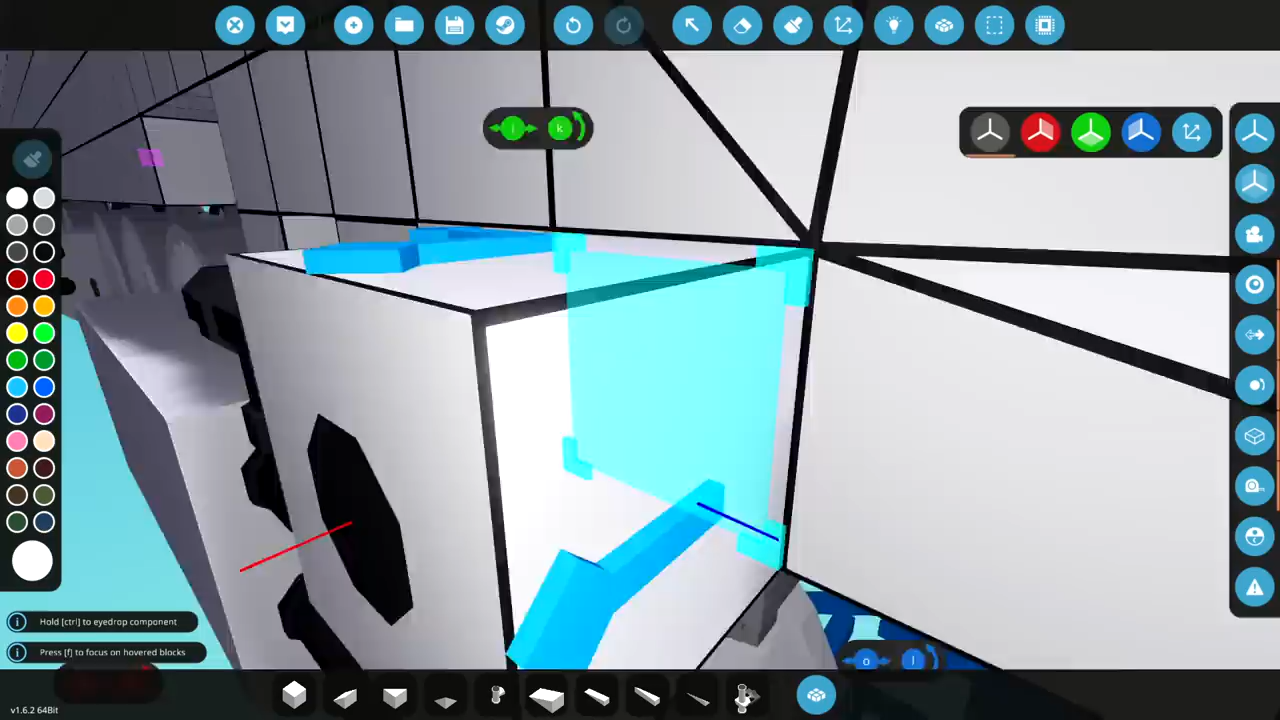 j k
Hold [ctrl] to eyedrop component
Press [f] to focus on hovered blocks
o l
v1.6.2 64Bit